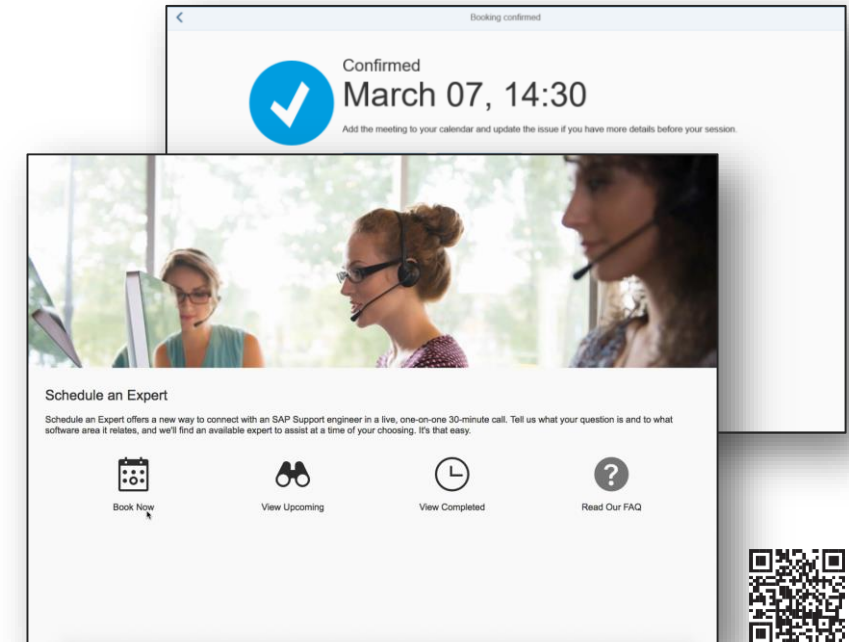 Booking confirmed
Confirmed
March 07, 14:30
Add the meeting to your calendar and update the issue if you have more details before your session.
Schedule an Expert
Schedule an Expert offers a new way to connect with an SAP Support engineer in a live, one-on-one 30-minute call. Tell us what your question is and to what
software area it relates, and we'll find an available expert to assist at a time of your choosing. It's that easy.
Book Now
View Upcoming
View Completed
Read Our FAQ